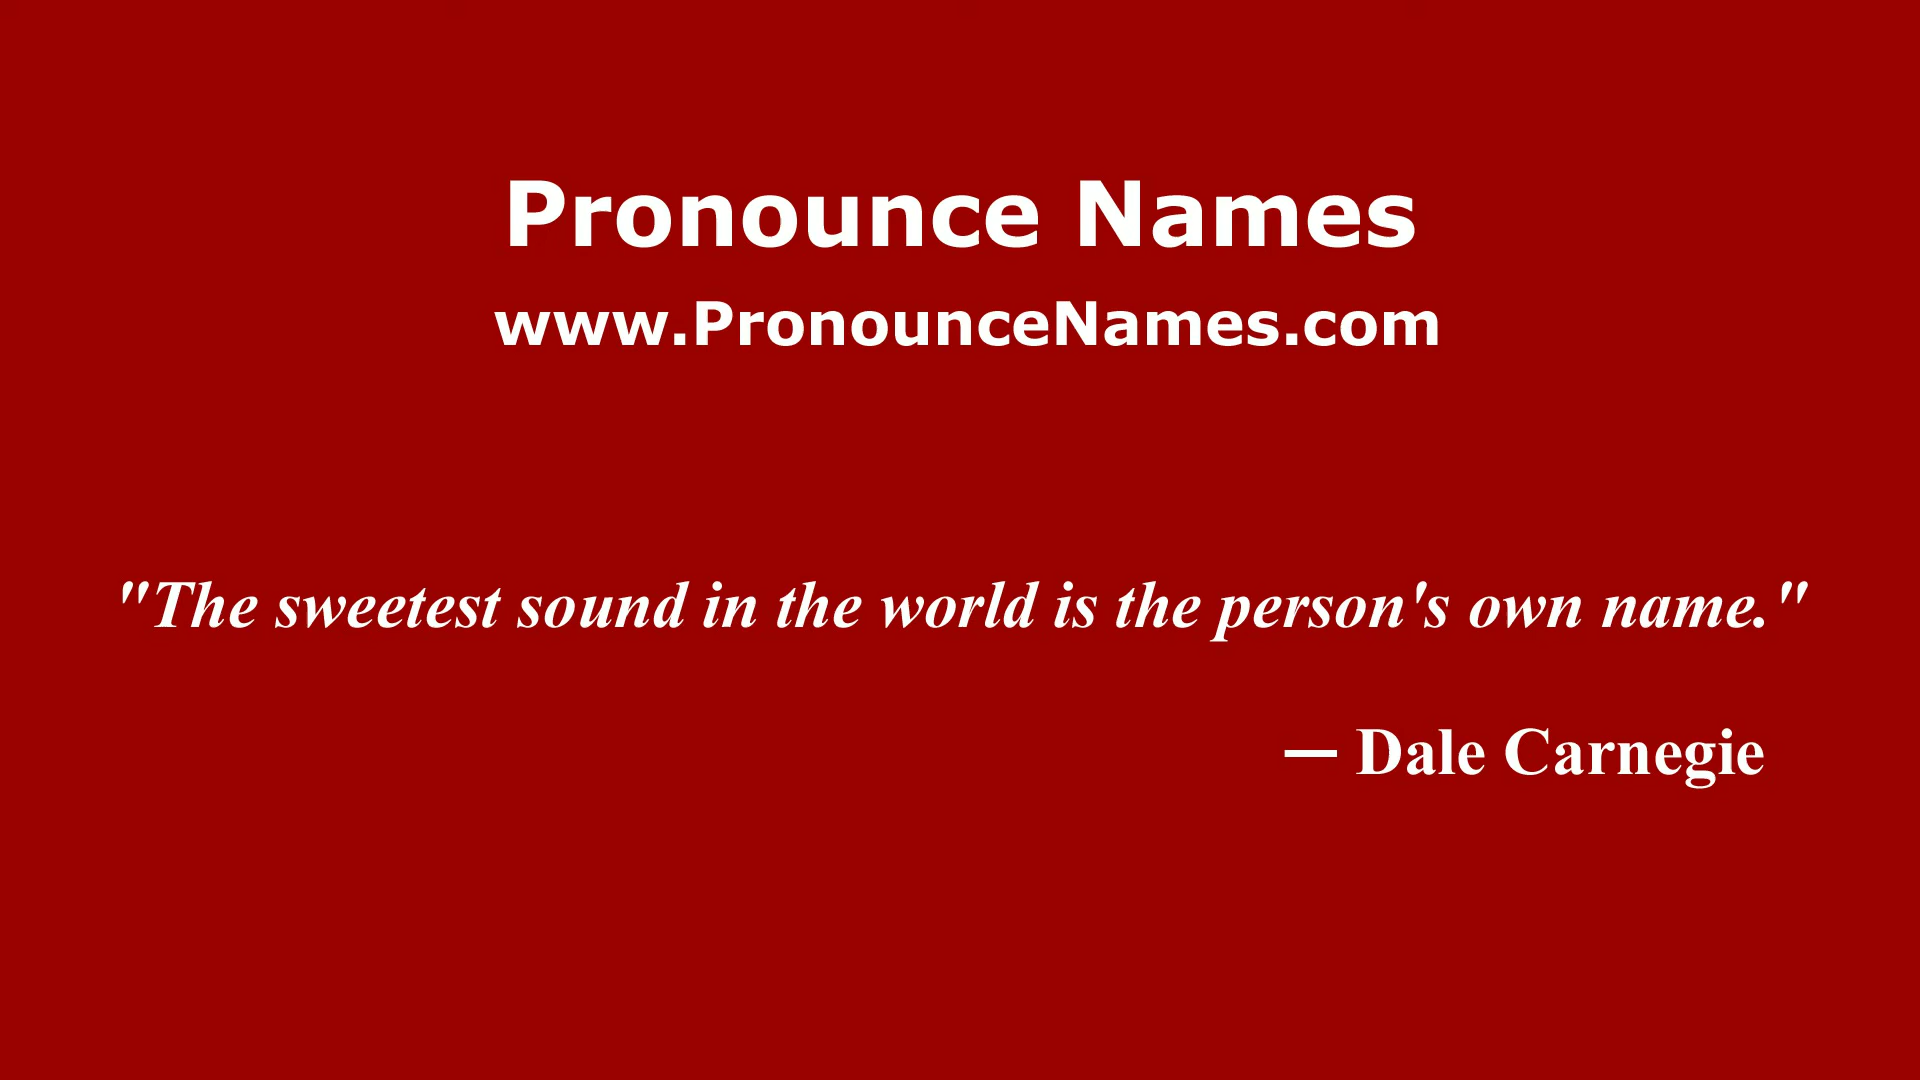 Pronounce Names
www.PronounceNames.com
"The sweetest sound in the world is the person's own name."
— Dale Carnegie